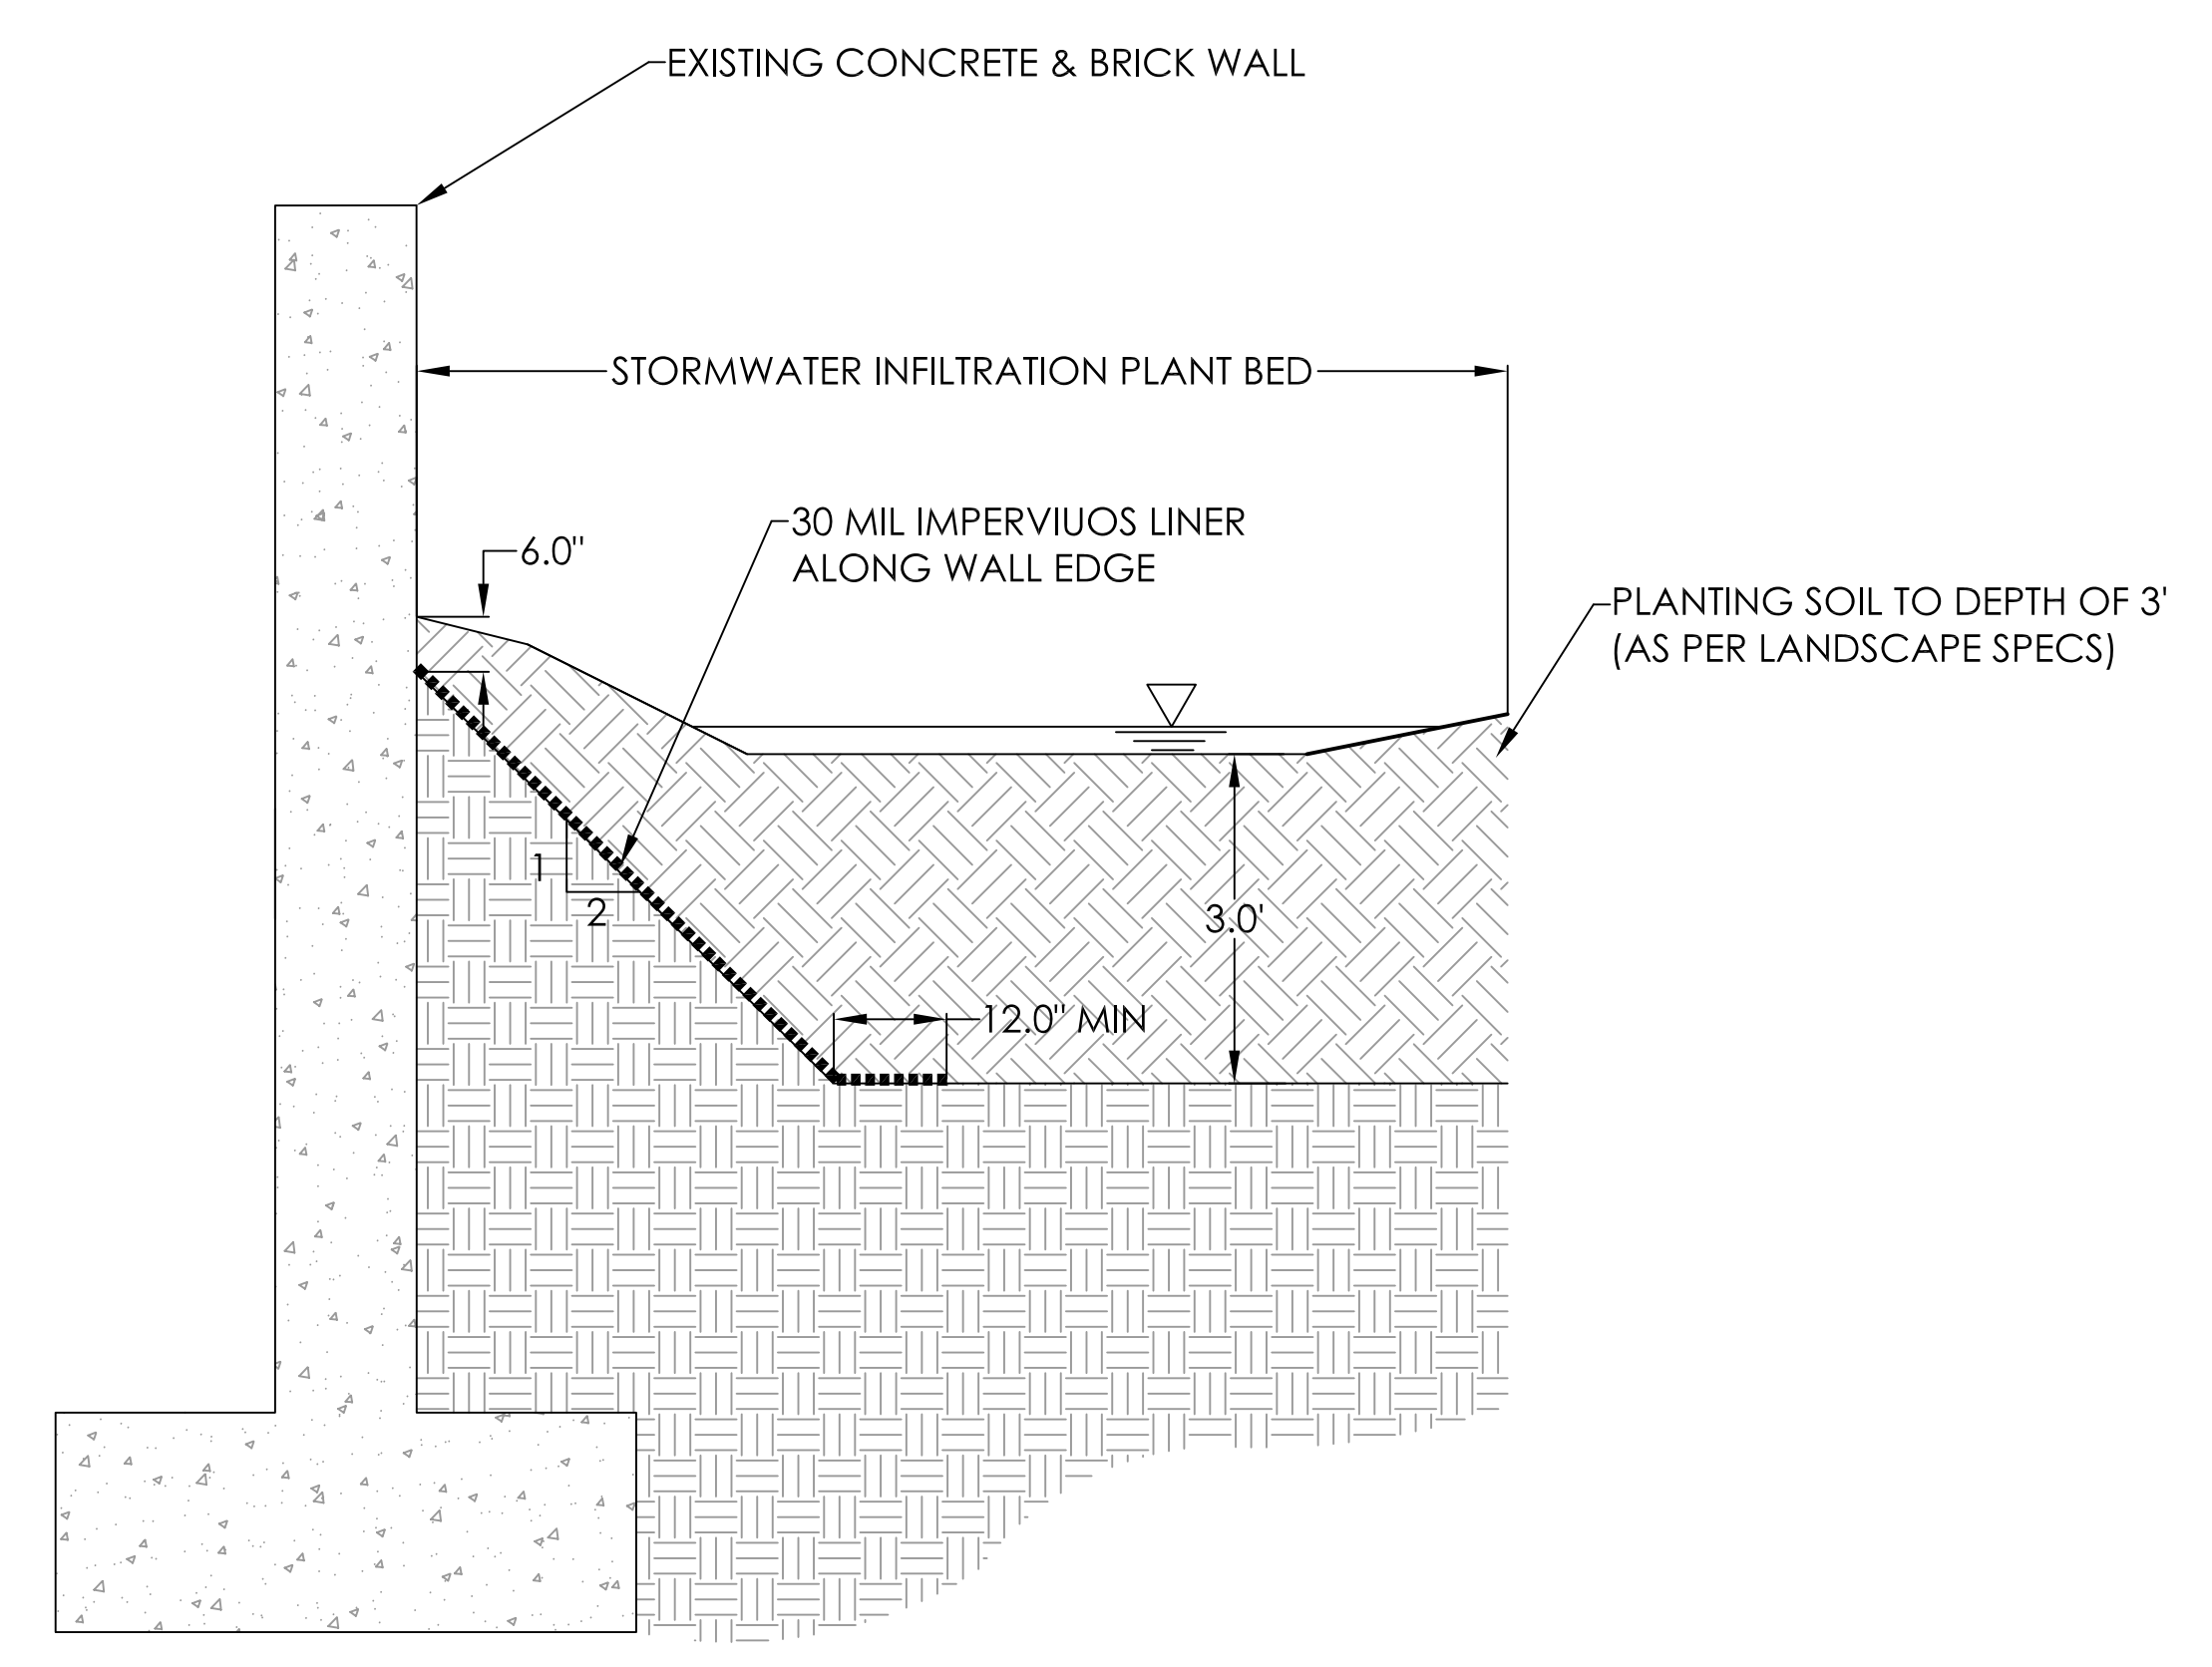 EXISTING CONCRETE & BRICK WALL
STORMWATER INFILTRATION PLANT BED
30 MIL IMPERVIUOS LINER
ALONG WALL EDGE
6.0"
PLANTING SOIL TO DEPTH OF 3'
(AS PER LANDSCAPE SPECS)
1
2
3.0'
12.0" MIN